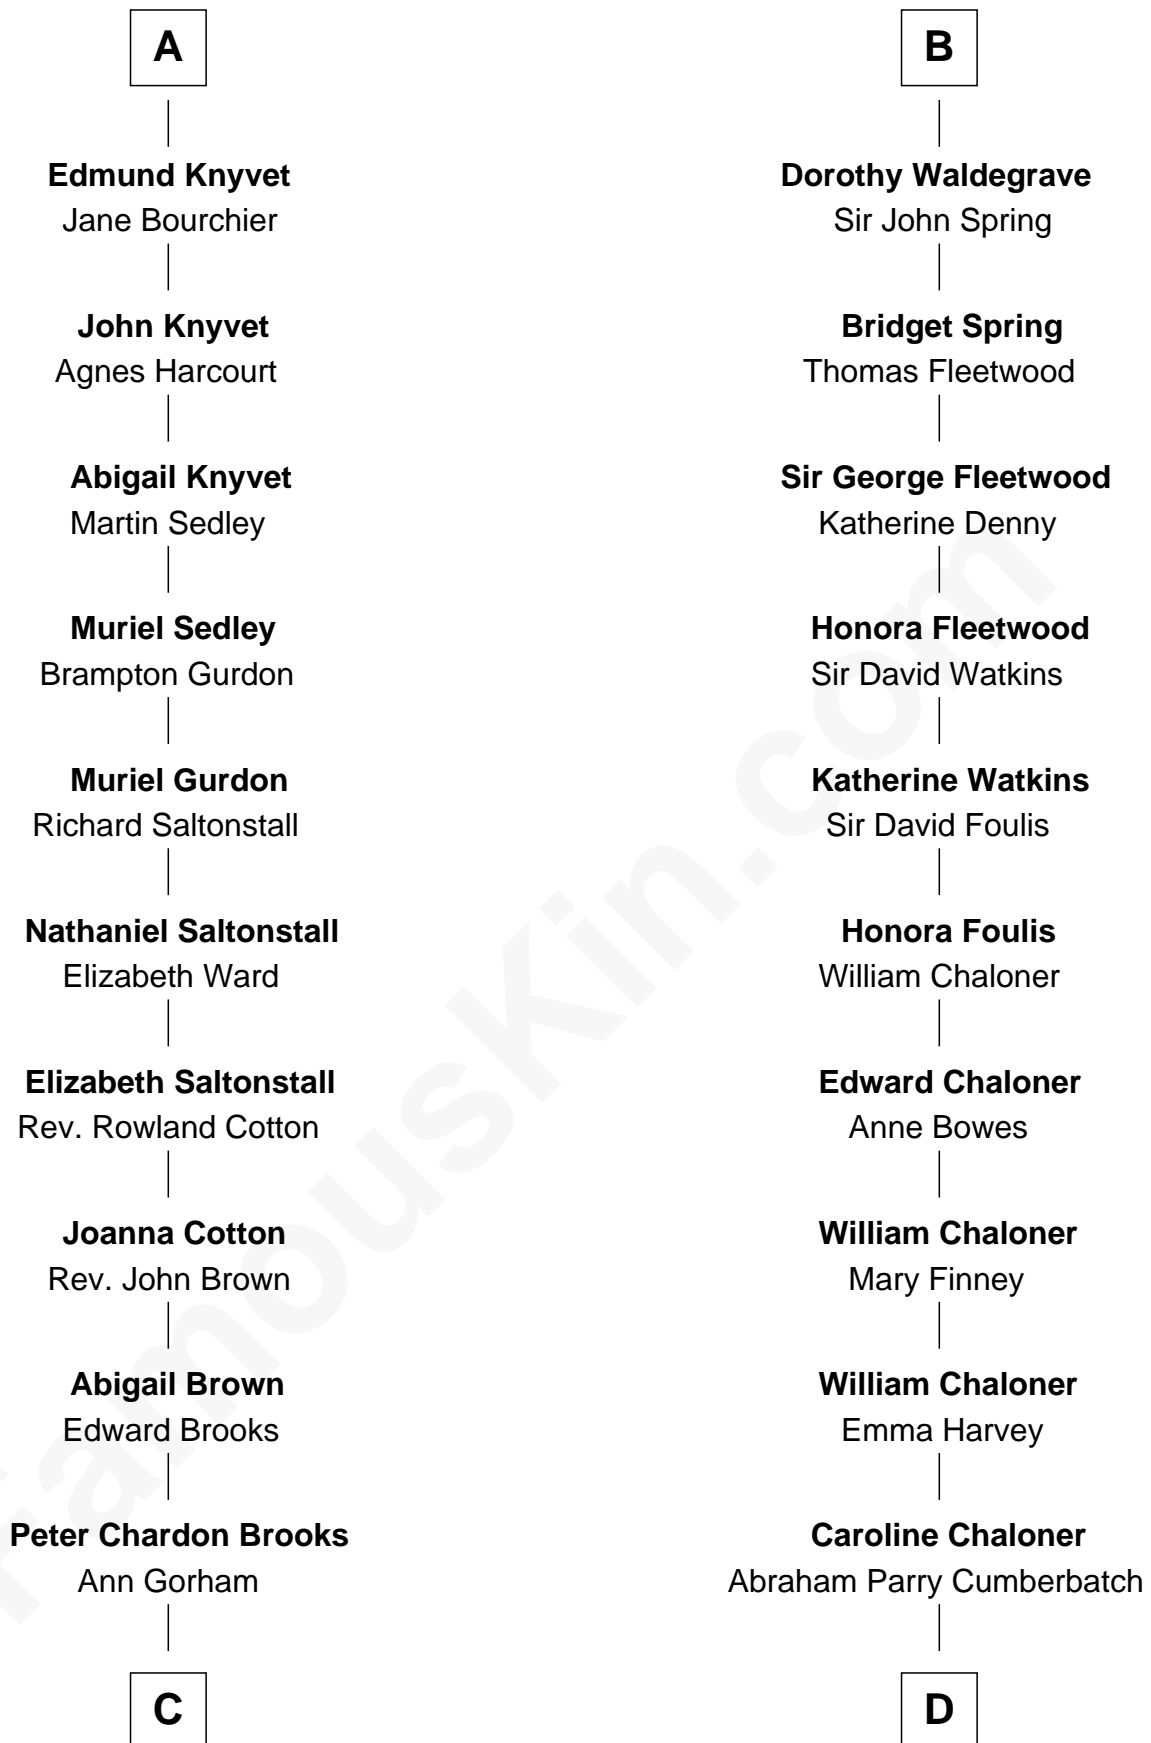 A
Edmund Knyvet
Jane Bourchier
John Knyvet
Agnes Harcourt
Abigail Knyvet
Martin Sedley
Muriel Sedley
Brampton Gurdon
Muriel Gurdon
Richard Saltonstall
Nathaniel Saltonstall
Elizabeth Ward
Elizabeth Saltonstall
Rev. Rowland Cotton
Joanna Cotton
Rev. John Brown
Abigail Brown
Edward Brooks
Peter Chardon Brooks
Ann Gorham
C
B
Dorothy Waldegrave
Sir John Spring
Bridget Spring
Thomas Fleetwood
Sir George Fleetwood
Katherine Denny
Honora Fleetwood
Sir David Watkins
Katherine Watkins
Sir David Foulis
Honora Foulis
William Chaloner
Edward Chaloner
Anne Bowes
William Chaloner
Mary Finney
William Chaloner
Emma Harvey
Caroline Chaloner
Abraham Parry Cumberbatch
D
FamousKin.com